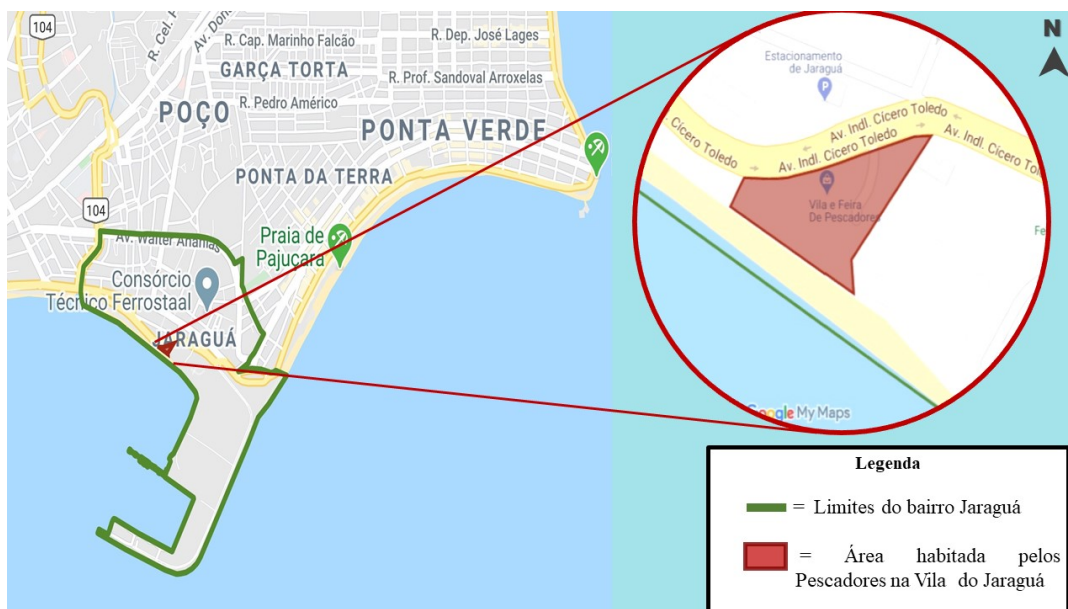 104
R. Cel. P
Av. Don
R. Cap. Marinho Falcão
R. Dep. José Lages
GARÇA TORTA
R. Prof. Sandoval Arroxelas
POÇO
R. Pedro Américo
PONTA VERDE
PONTA DA TERRA
104
Av. Walter Ananias
Praia de
Pajuçara
Consórcio
Técnico Ferrostaal
JARAGUÁ
N
Estacionamento
de Jaraguá
P
Cícero Toledo
Av. Indl. Cícero Toledo
Av. Indl. Cícero Toledo
Av. Indl. Cícero Tole
Vila e Feira
De Pescadores
Fe
Google My Maps
Legenda
= Limites do bairro Jaraguá
= Área habitada pelos
Pescadores na Vila do Jaraguá